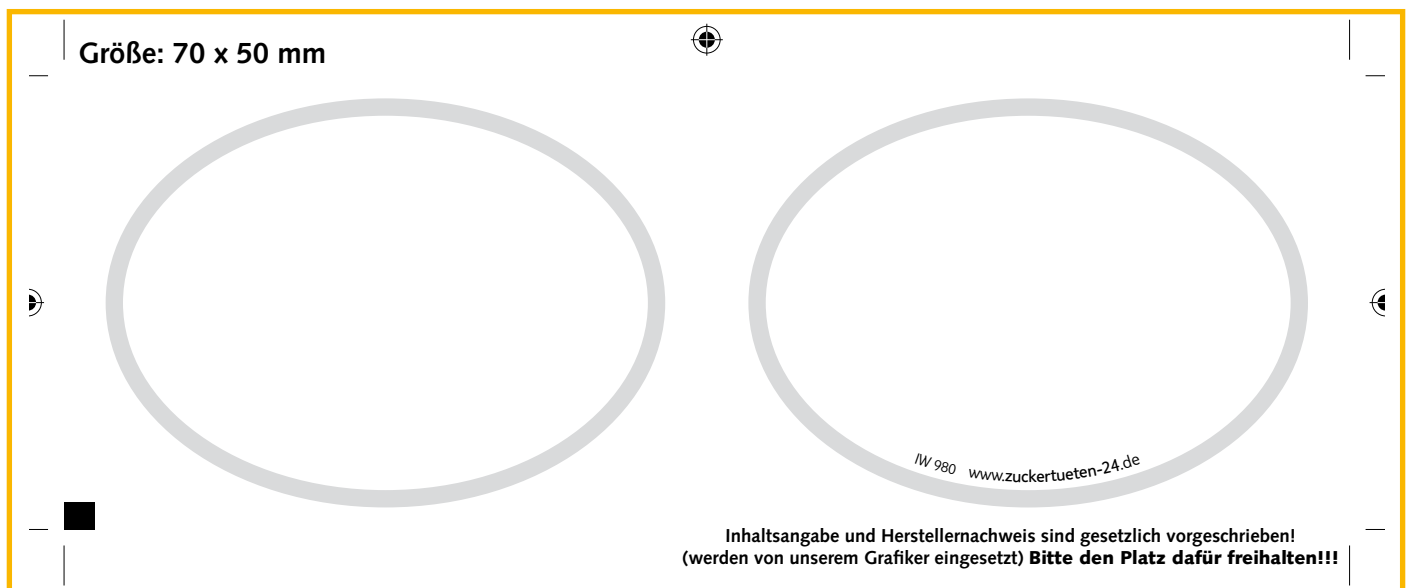 Größe: 70 x 50 mm
IW 980 www.zuckertueten-24.de
Inhaltsangabe und Herstellernachweis sind gesetzlich vorgeschrieben!
(werden von unserem Grafiker eingesetzt) Bitte den Platz dafür freihalten!!!